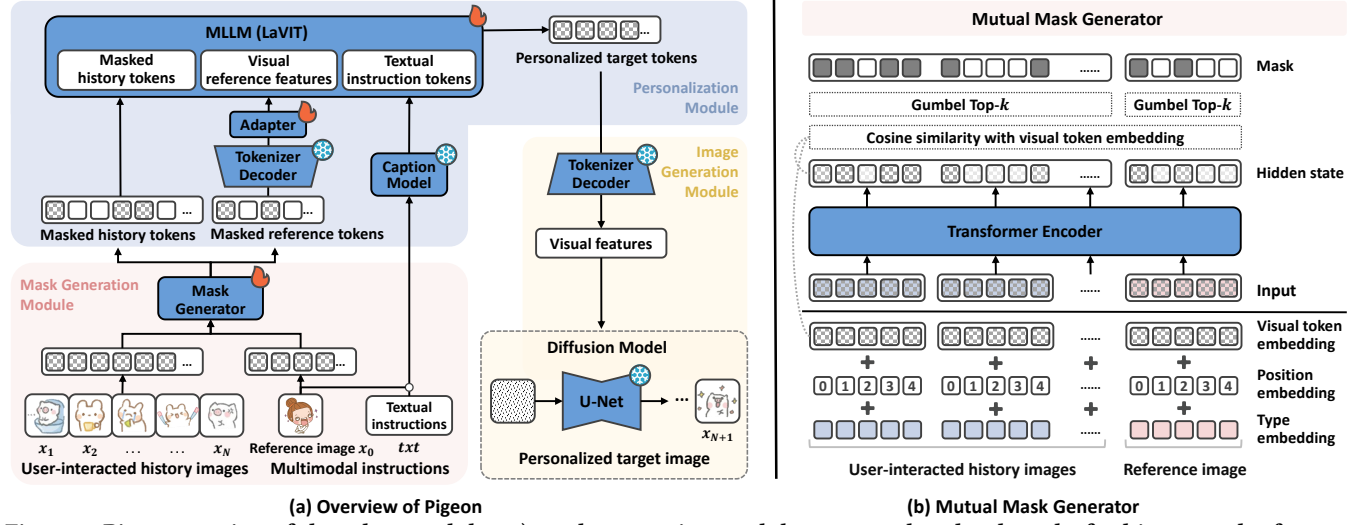 MLLM (LaVIT)
Masked history tokens
Visual reference features
Textual instruction tokens
...
Personalized target tokens
Personalization Module
Adapter
Tokenizer Decoder
Caption Model
Tokenizer Decoder
Image Generation Module
...
...
Masked history tokens
Masked reference tokens
Visual features
Mask Generation Module
Mask Generator
...
...
Diffusion Model
U-Net
...
x_{N+1}
Personalized target image
Textual instructions
x_1 x_2 ... ... x_N
Reference image x_0
txt
User-interacted history images
Multimodal instructions
(a) Overview of Pigeon
Mutual Mask Generator
......
Mask
Gumbel Top-k
Gumbel Top-k
Cosine similarity with visual token embedding
......
Hidden state
Transformer Encoder
......
......
Input
......
Visual token embedding
+ + + +
0 1 2 3 4
0 1 2 3 4
......
0 1 2 3 4
Position embedding
+ + + +
......
Type embedding
User-interacted history images
Reference image
(b) Mutual Mask Generator